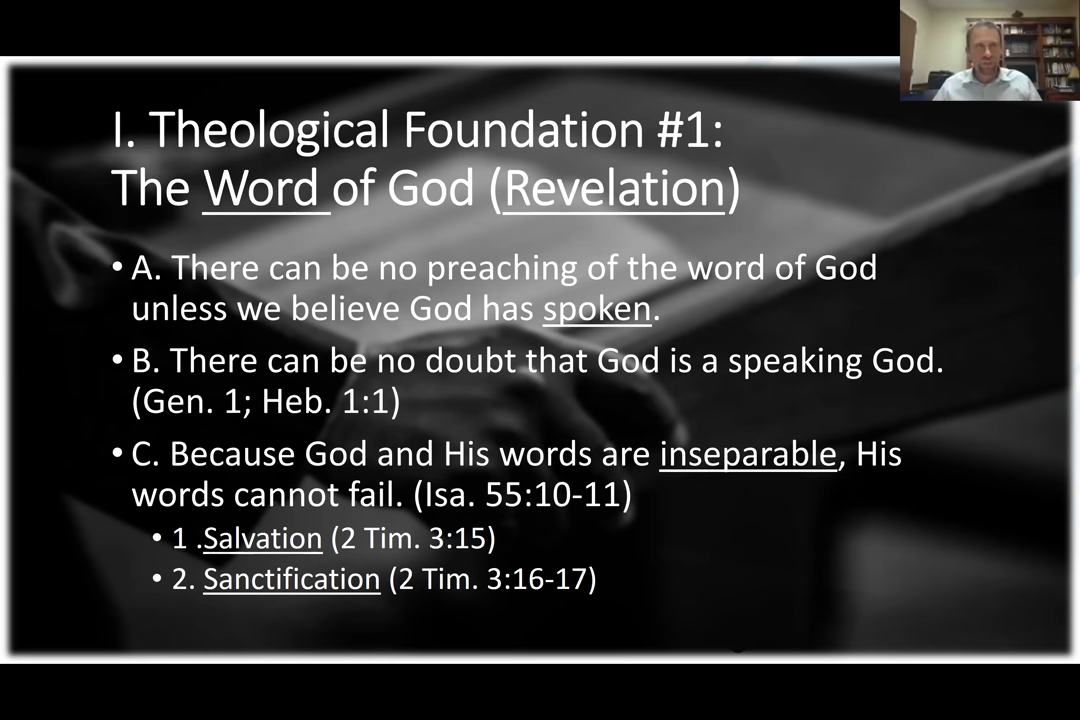 I. Theological Foundation #1:
The Word of God (Revelation)
• A. There can be no preaching of the word of God
unless we believe God has spoken.
• B. There can be no doubt that God is a speaking God.
(Gen. 1; Heb. 1:1)
• C. Because God and His words are inseparable, His
words cannot fail. (Isa. 55:10-11)
• 1 .Salvation (2 Tim. 3:15)
• 2. Sanctification (2 Tim. 3:16-17)